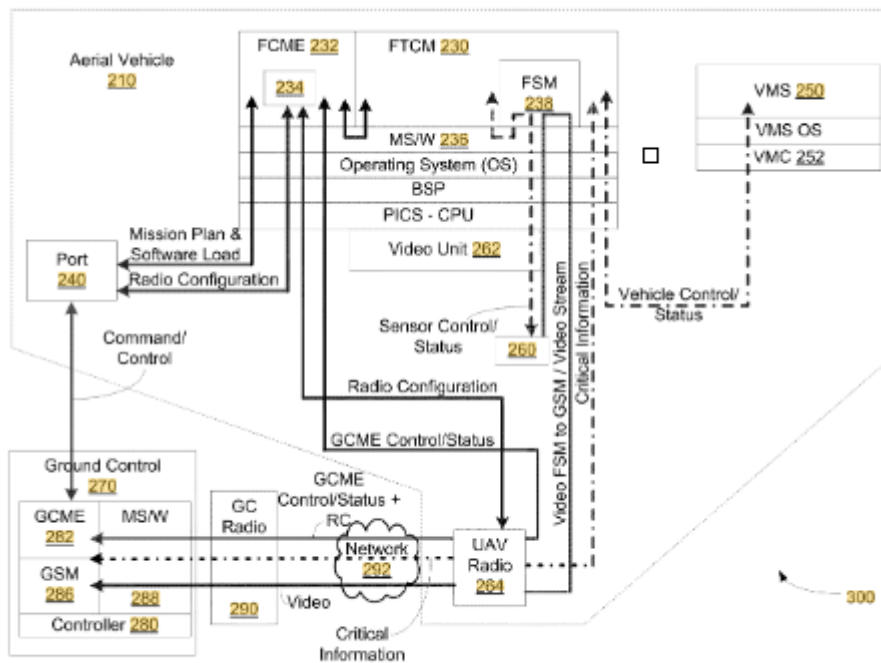 Aerial Vehicle
210
FCME 232
FTCM 230
234
FSM
238
VMS 250
VMS OS
VMC 252
MS/W 236
Operating System (OS)
BSP
PICS - CPU
Video Unit 262
Mission Plan &
Software Load
Port
240
Radio Configuration
Command/
Control
Sensor Control/
Status
260
Video FSM to GSM / Video Stream
Critical Information
Vehicle Control/
Status
Radio Configuration
GCME Control/Status
Ground Control
270
GCME
282
MS/W
GSM
286
288
Controller 280
GC
Radio
290
GCME
Control/Status +
RC
Network
292
Video
Critical
Information
UAV
Radio
264
300